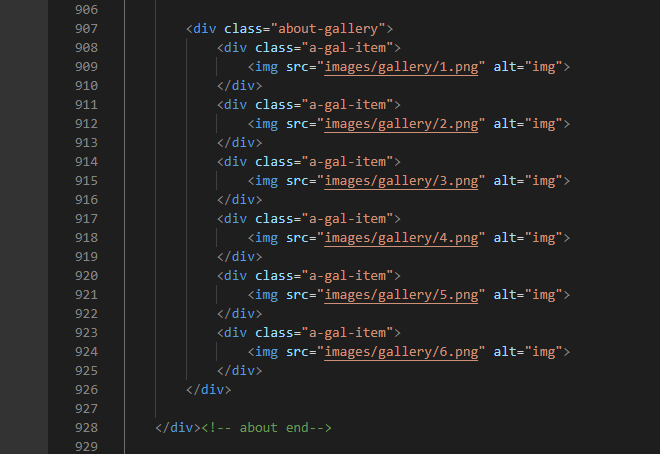 906
907 <div class="about-gallery">
908 <div class="a-gal-item">
909 <img src="images/gallery/1.png" alt="img">
910 </div>
911 <div class="a-gal-item">
912 <img src="images/gallery/2.png" alt="img">
913 </div>
914 <div class="a-gal-item">
915 <img src="images/gallery/3.png" alt="img">
916 </div>
917 <div class="a-gal-item">
918 <img src="images/gallery/4.png" alt="img">
919 </div>
920 <div class="a-gal-item">
921 <img src="images/gallery/5.png" alt="img">
922 </div>
923 <div class="a-gal-item">
924 <img src="images/gallery/6.png" alt="img">
925 </div>
926 </div>
927
928 </div><!-- about end-->
929